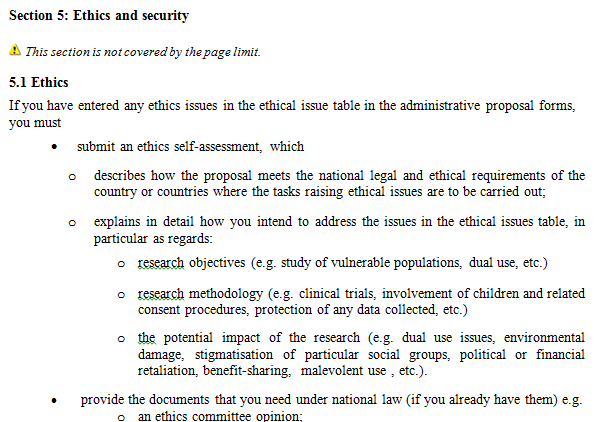 Section 5: Ethics and security
This section is not covered by the page limit.
5.1 Ethics
If you have entered any ethics issues in the ethical issue table in the administrative proposal forms,
you must
• submit an ethics self-assessment, which
o describes how the proposal meets the national legal and ethical requirements of the
country or countries where the tasks raising ethical issues are to be carried out;
o explains in detail how you intend to address the issues in the ethical issues table, in
particular as regards:
o research objectives (e.g. study of vulnerable populations, dual use, etc.)
o research methodology (e.g. clinical trials, involvement of children and related
consent procedures, protection of any data collected, etc.)
o the potential impact of the research (e.g. dual use issues, environmental
damage, stigmatisation of particular social groups, political or financial
retaliation, benefit-sharing, malevolent use , etc.).
• provide the documents that you need under national law (if you already have them) e.g.
o an ethics committee opinion;